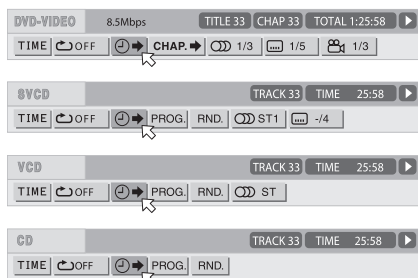 DVD-VIDEO 8.5Mbps TITLE 33 CHAP 33 TOTAL 1:25:58
TIME OFF CHAP. 1/3 1/5 1/3
SVCD TRACK 33 TIME 25:58
TIME OFF PROG. RND. ST1 -/4
VCD TRACK 33 TIME 25:58
TIME OFF PROG. RND. ST
CD TRACK 33 TIME 25:58
TIME OFF PROG. RND.